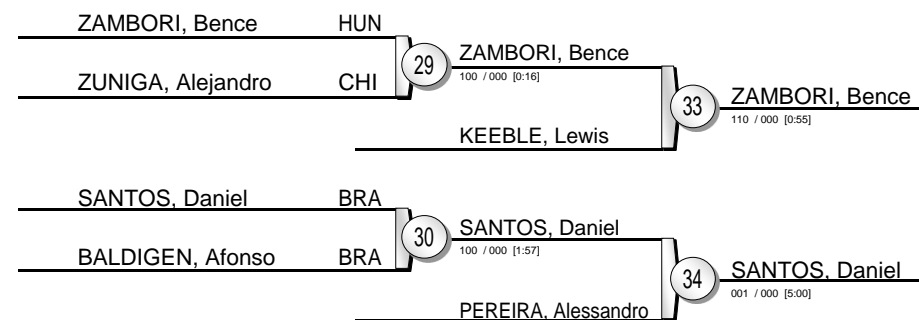 ZAMBORI, Bence HUN
29
ZAMBORI, Bence
100 / 000 [0:16]
ZUNIGA, Alejandro CHI
33
ZAMBORI, Bence
110 / 000 [0:55]
KEEBLE, Lewis
SANTOS, Daniel BRA
30
SANTOS, Daniel
100 / 000 [1:57]
BALDIGEN, Afonso BRA
34
SANTOS, Daniel
001 / 000 [5:00]
PEREIRA, Alessandro